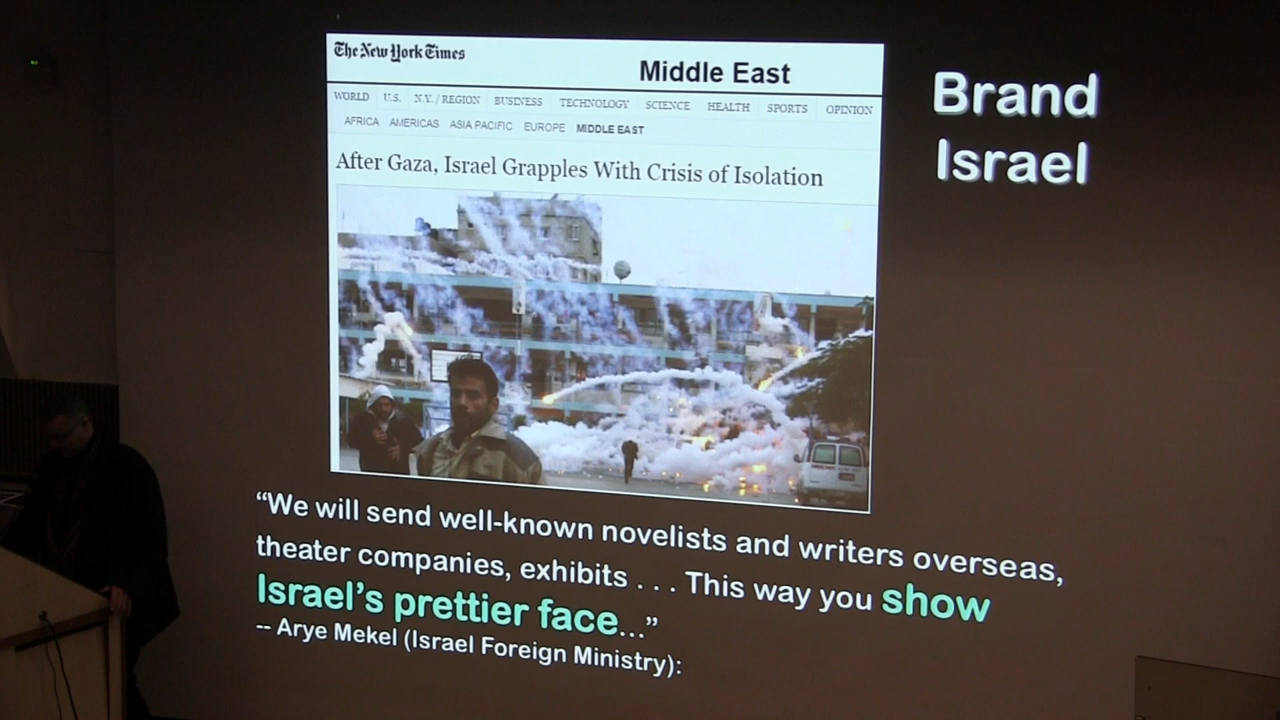 The New York Times
Middle East
WORLD U.S. N.Y. / REGION BUSINESS TECHNOLOGY SCIENCE HEALTH SPORTS OPINION
AFRICA AMERICAS ASIA PACIFIC EUROPE MIDDLE EAST
After Gaza, Israel Grapples With Crisis of Isolation
Brand
Israel
“We will send well-known novelists and writers overseas,
theater companies, exhibits . . . This way you show
Israel’s prettier face...”
-- Arye Mekel (Israel Foreign Ministry):